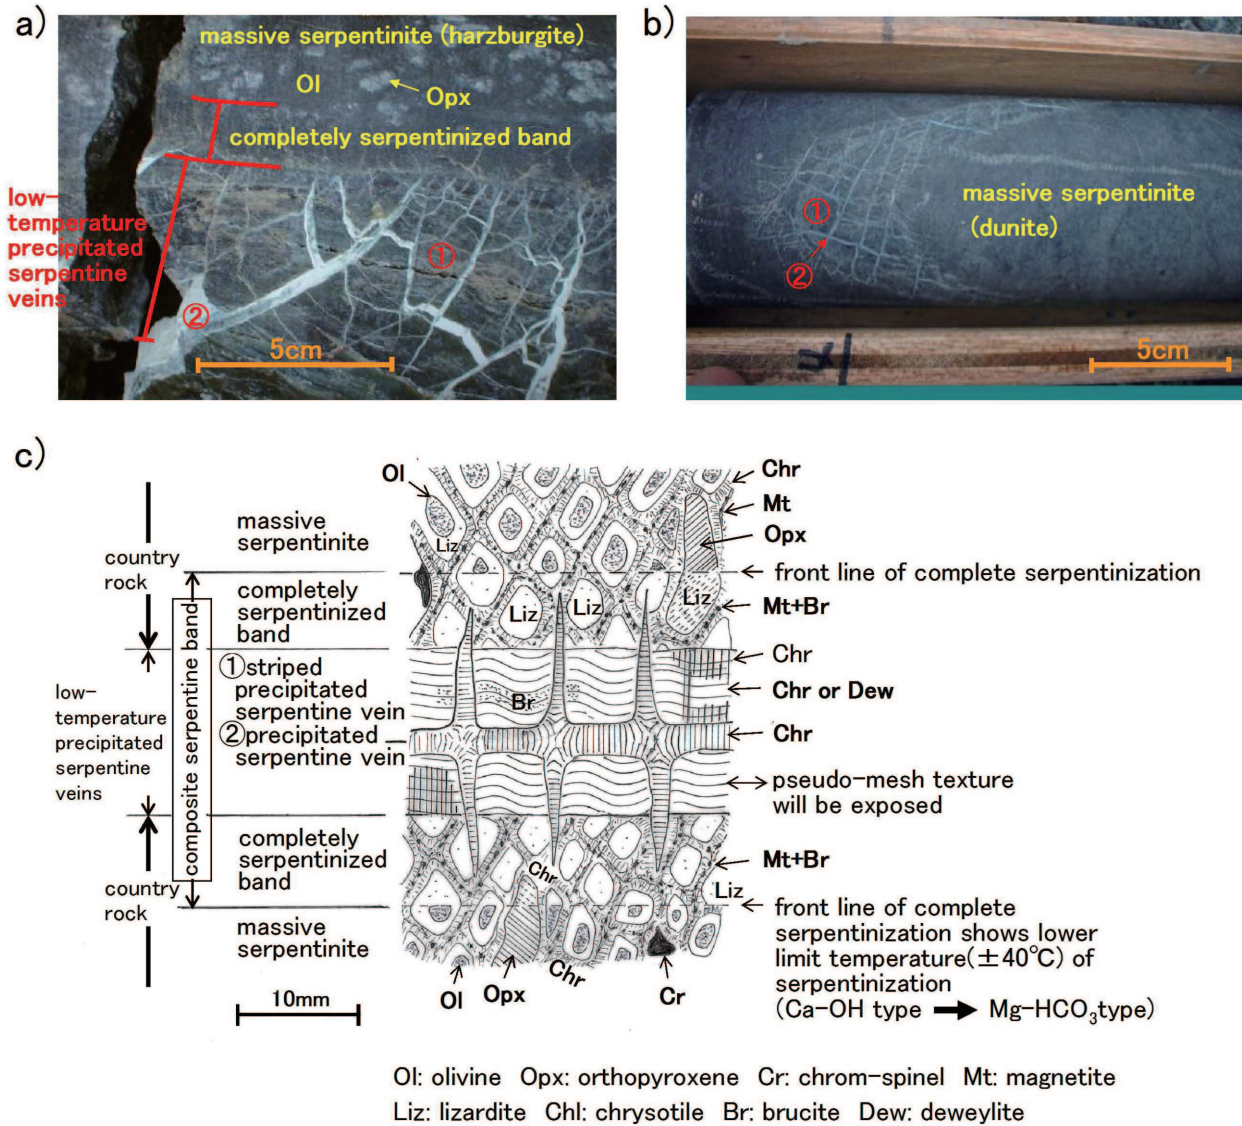 a)
massive serpentinite (harzburgite)
Ol
Opx
completely serpentinized band
low-
temperature
precipitated
serpentine
veins
①
②
5cm
b)
massive serpentinite
(dunite)
①
②
5cm
c)
country
rock
low-
temperature
precipitated
serpentine
veins
country
rock
composite serpentine band
massive
serpentinite
completely
serpentinized
band
①striped
precipitated
serpentine vein
②precipitated
serpentine vein
completely
serpentinized
band
massive
serpentinite
10mm
Ol
Liz
Liz
Liz
Liz
Br
Chr
Liz
Ol
Opx
Chr
Cr
Chr
Mt
Opx
front line of complete serpentinization
Mt+Br
Chr
Chr or Dew
Chr
pseudo-mesh texture
will be exposed
Mt+Br
front line of complete
serpentinization shows lower
limit temperature(±40℃) of
serpentinization
(Ca-OH type ➡ Mg-HCO₃type)
Ol: olivine Opx: orthopyroxene Cr: chrom-spinel Mt: magnetite
Liz: lizardite Chl: chrysotile Br: brucite Dew: deweylite